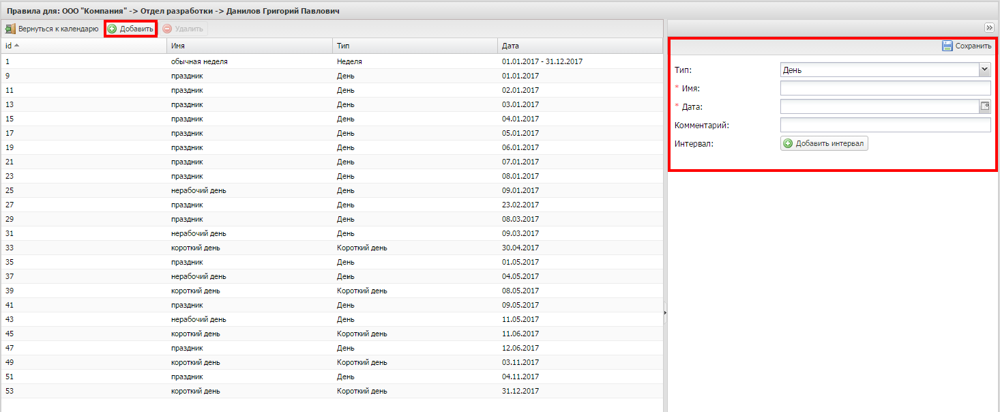 Правила для: ООО "Компания" -> Отдел разработки -> Данилов Григорий Павлович
Вернуться к календарю Добавить Удалить
id Имя Тип Дата
1 обычная неделя Неделя 01.01.2017 - 31.12.2017
9 праздник День 01.01.2017
11 праздник День 02.01.2017
13 праздник День 03.01.2017
15 праздник День 04.01.2017
17 праздник День 05.01.2017
19 праздник День 06.01.2017
21 праздник День 07.01.2017
23 праздник День 08.01.2017
25 нерабочий день День 09.01.2017
27 праздник День 23.02.2017
29 праздник День 08.03.2017
31 нерабочий день День 09.03.2017
33 короткий день Короткий день 30.04.2017
35 праздник День 01.05.2017
37 нерабочий день День 04.05.2017
39 короткий день Короткий день 08.05.2017
41 праздник День 09.05.2017
43 нерабочий день День 11.05.2017
45 короткий день Короткий день 11.06.2017
47 праздник День 12.06.2017
49 короткий день Короткий день 03.11.2017
51 праздник День 04.11.2017
53 короткий день Короткий день 31.12.2017
Сохранить
Тип: День
* Имя:
* Дата:
Комментарий:
Интервал: Добавить интервал